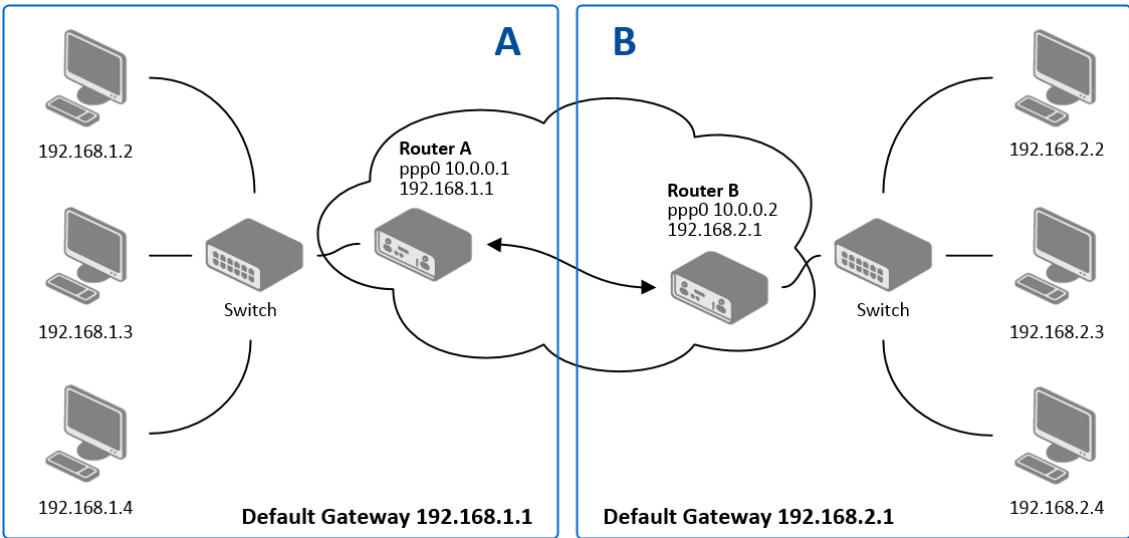 A
B
192.168.1.2
192.168.2.2
Router A
ppp0 10.0.0.1
192.168.1.1
Router B
ppp0 10.0.0.2
192.168.2.1
Switch
Switch
192.168.1.3
192.168.2.3
192.168.1.4
192.168.2.4
Default Gateway 192.168.1.1
Default Gateway 192.168.2.1